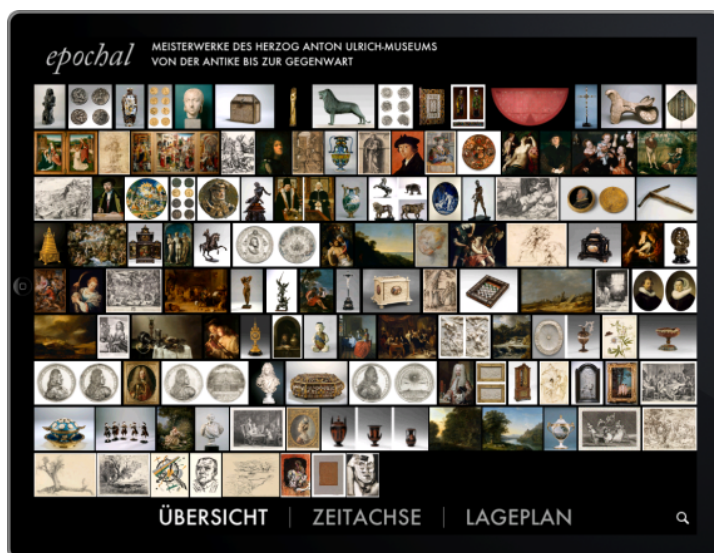 epochal
MEISTERWERKE DES HERZOG ANTON ULRICH-MUSEUMS
VON DER ANTIKE BIS ZUR GEGENWART
ÜBERSICHT | ZEITACHSE | LAGEPLAN